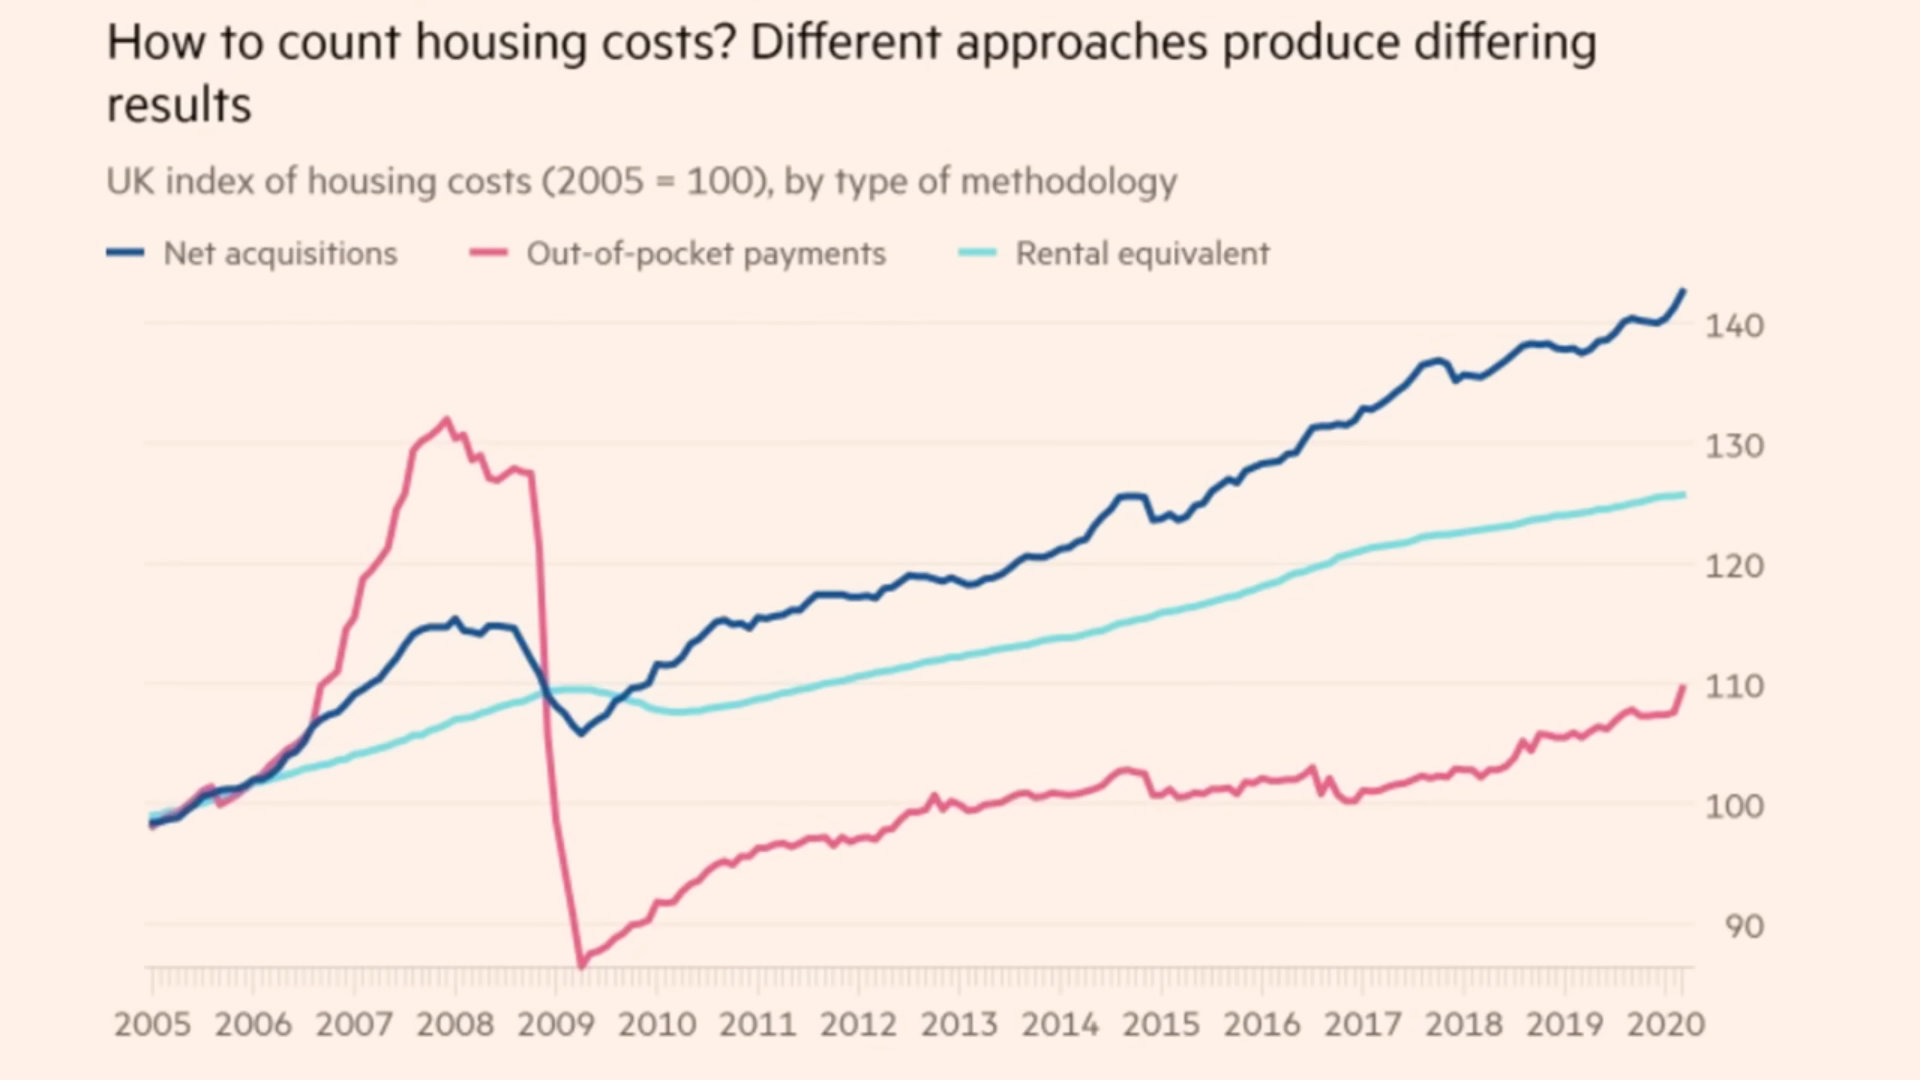 How to count housing costs? Different approaches produce differing
results
UK index of housing costs (2005 = 100), by type of methodology
Net acquisitions Out-of-pocket payments Rental equivalent
140
130
120
110
100
90
2005 2006 2007 2008 2009 2010 2011 2012 2013 2014 2015 2016 2017 2018 2019 2020